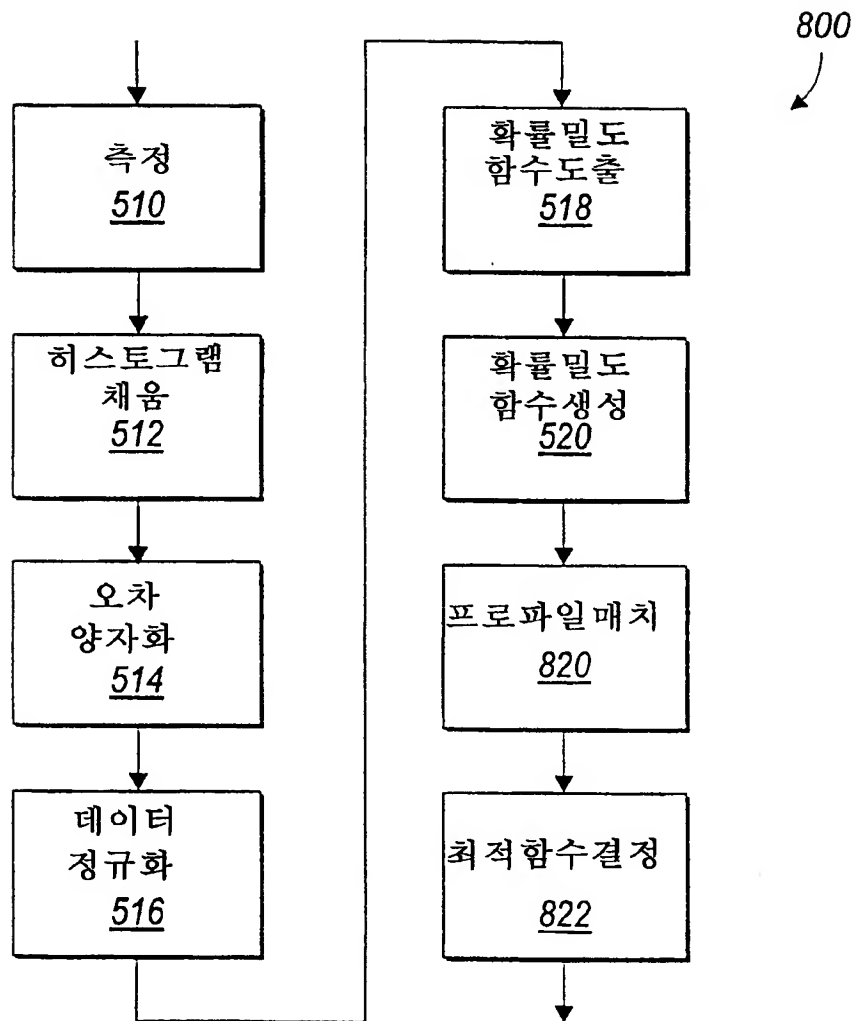 800
측정
510
히스토그램
채움
512
오차
양자화
514
데이터
정규화
516
확률밀도
함수도출
518
확률밀도
함수생성
520
프로파일매치
820
최적함수결정
822